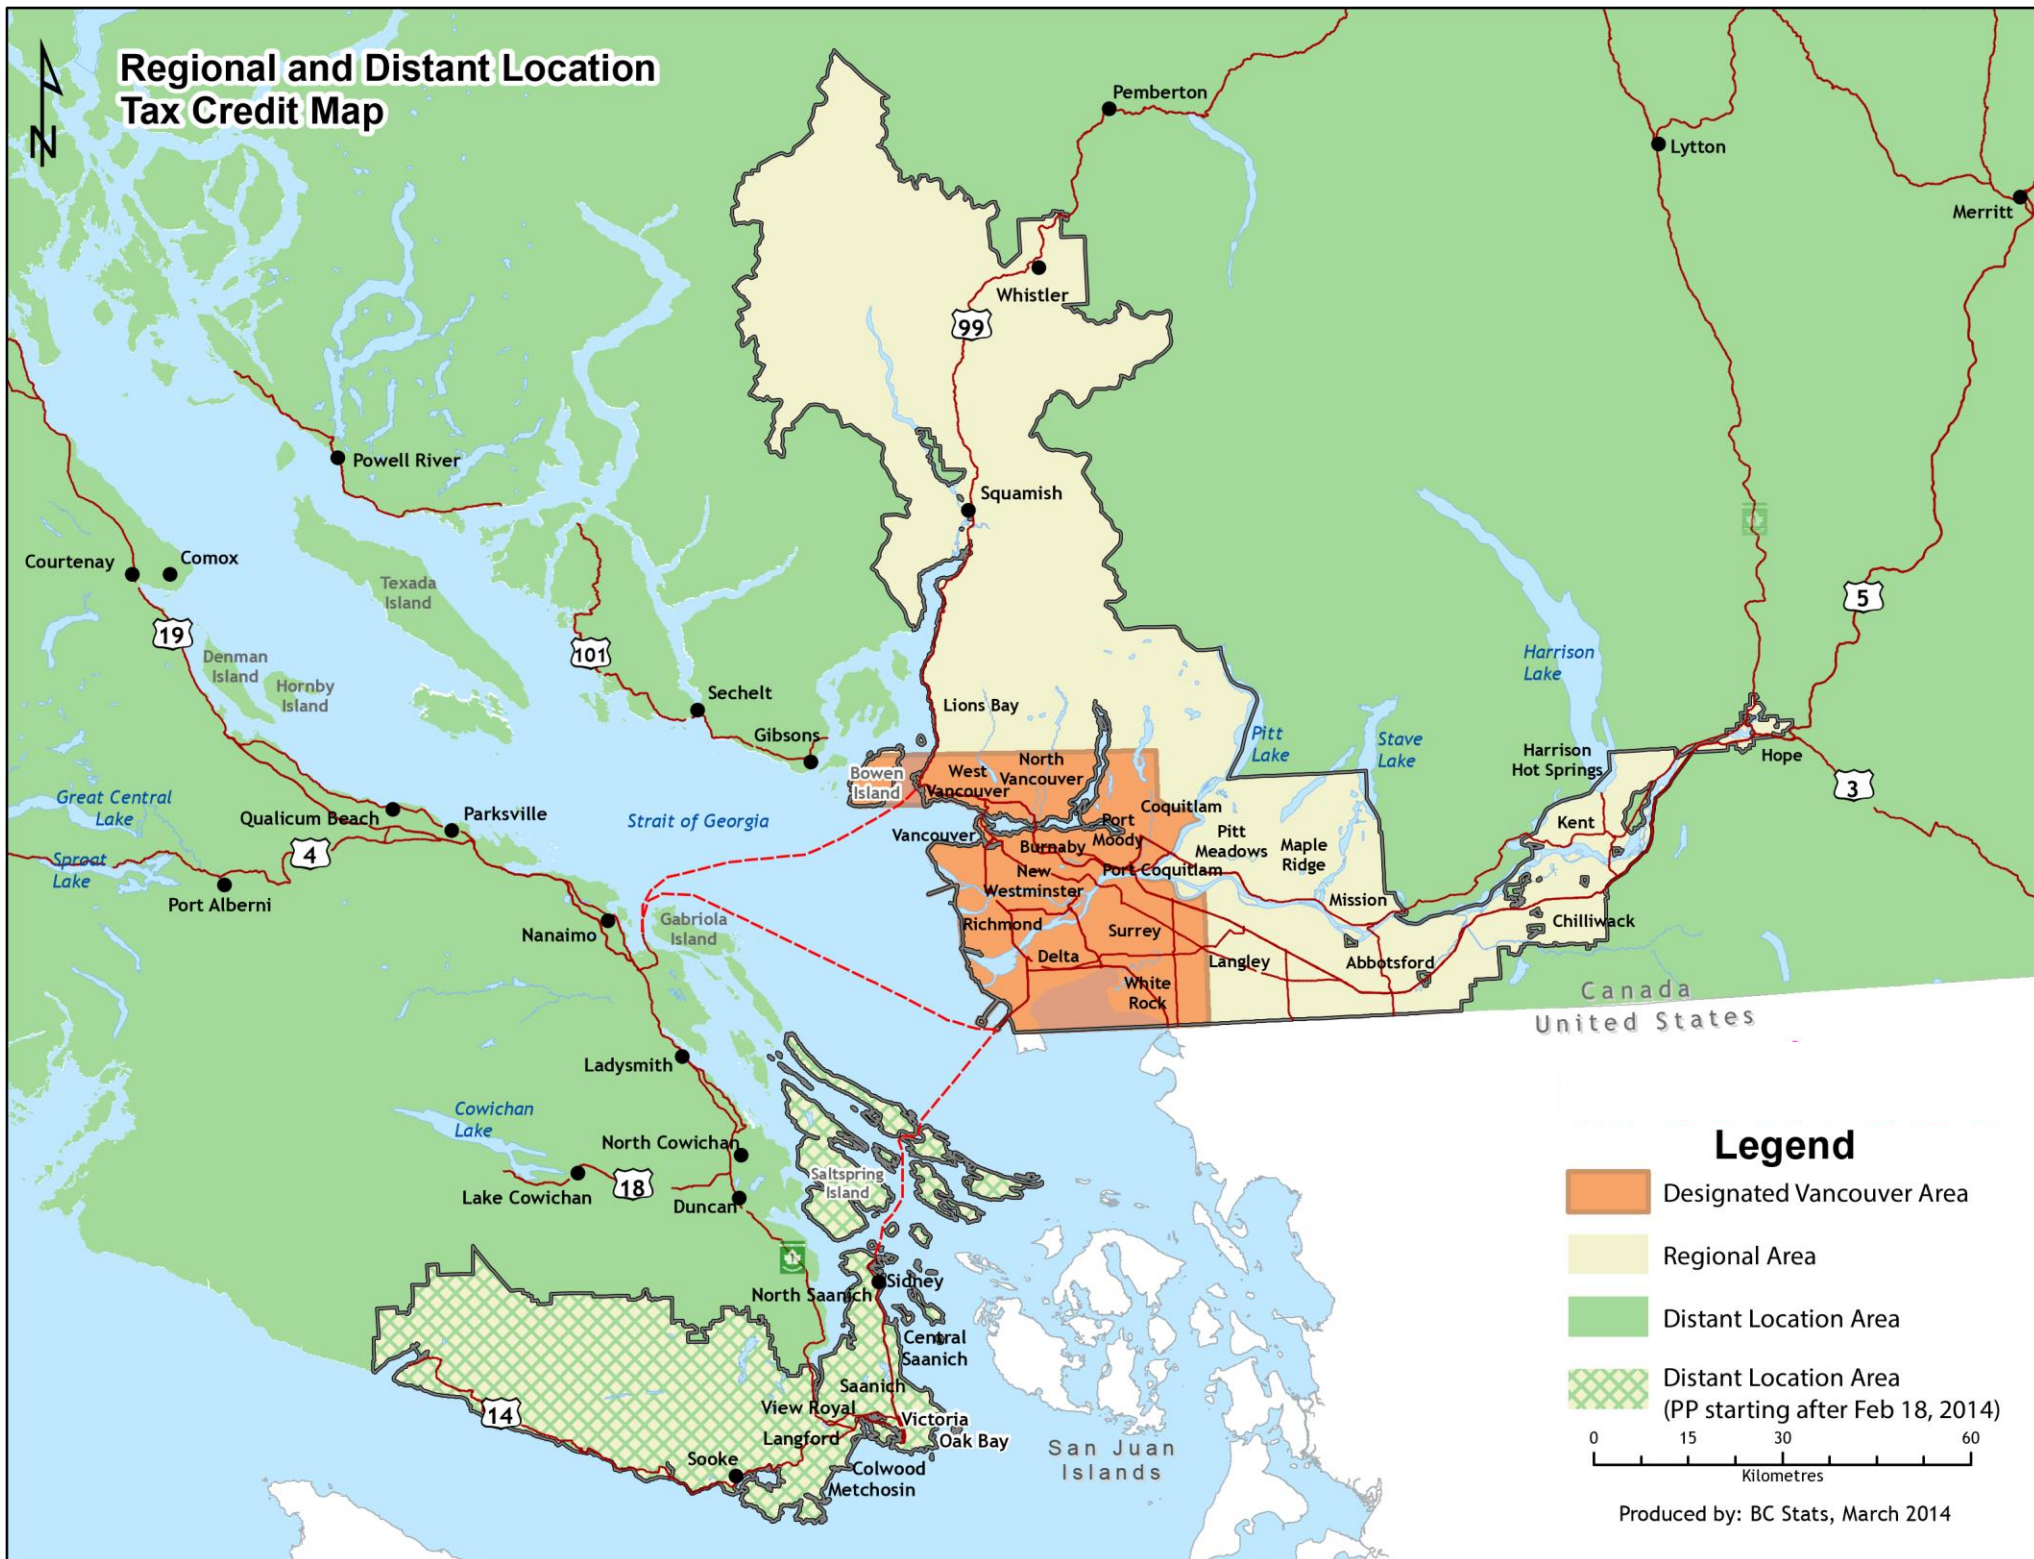 Regional and Distant Location
Tax Credit Map
N
Pemberton
Lytton
Merritt
Whistler
99
Powell River
Squamish
Courtenay
Comox
Texada
Island
5
19
101
Denman
Island
Hornby
Island
Harrison
Lake
Sechelt
Lions Bay
Gibsons
Pitt
Lake
Stave
Lake
Harrison
Hot Springs
Hope
Bowen
Island
West
Vancouver
North
Vancouver
3
Great Central
Lake
Qualicum Beach
Parksville
Strait of Georgia
Coquitlam
Kent
Vancouver
Port
Moody
Burnaby
Pitt
Meadows
Maple
Ridge
4
Sproat
Lake
New
Westminster
Port Coquitlam
Port Alberni
Mission
Nanaimo
Gabriola
Island
Richmond
Surrey
Chilliwack
Delta
Langley
Abbotsford
White
Rock
Canada
United States
Ladysmith
Cowichan
Lake
North Cowichan
Lake Cowichan
18
Saltspring
Island
Duncan
1
Sidney
North Saanich
Central
Saanich
Saanich
View Royal
Victoria
14
Langford
Oak Bay
Sooke
Colwood
Metchosin
San Juan
Islands
Legend
Designated Vancouver Area
Regional Area
Distant Location Area
Distant Location Area
(PP starting after Feb 18, 2014)
0 15 30 60
Kilometres
Produced by: BC Stats, March 2014